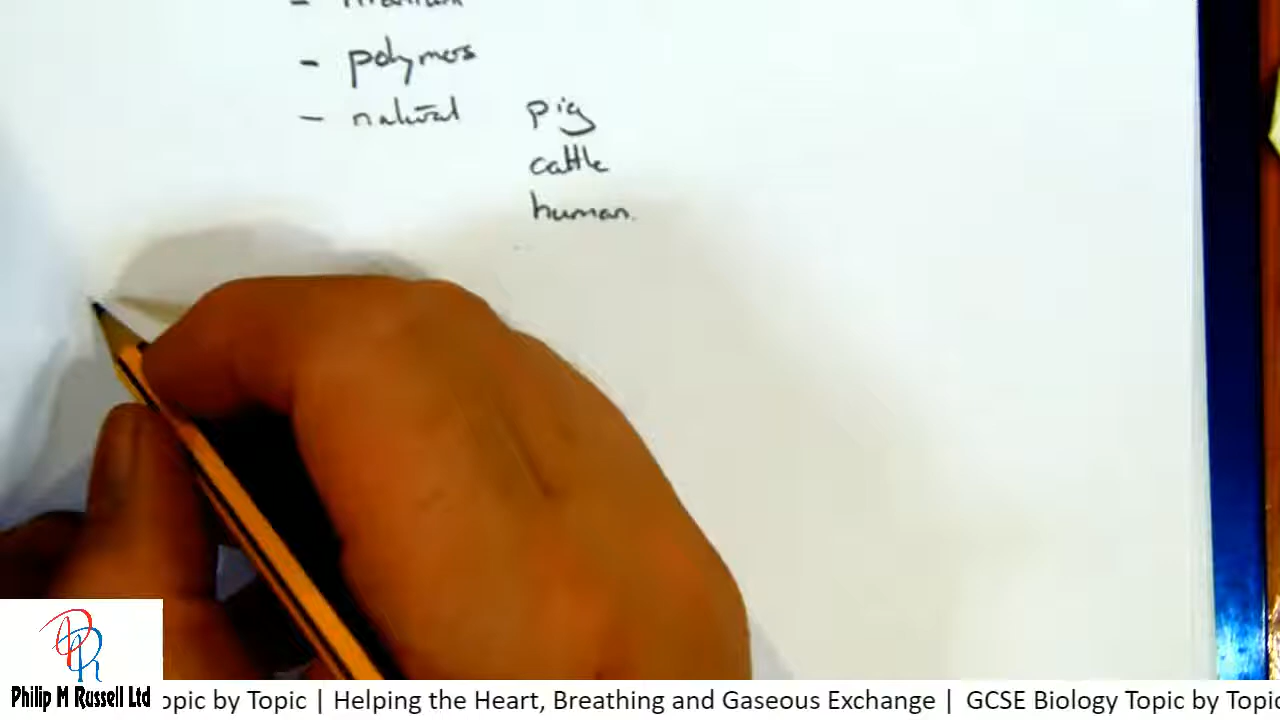 - polymers
- natural pig
cattle
human.
PR
Philip M Russell Ltd
opic by Topic | Helping the Heart, Breathing and Gaseous Exchange | GCSE Biology Topic by Topic